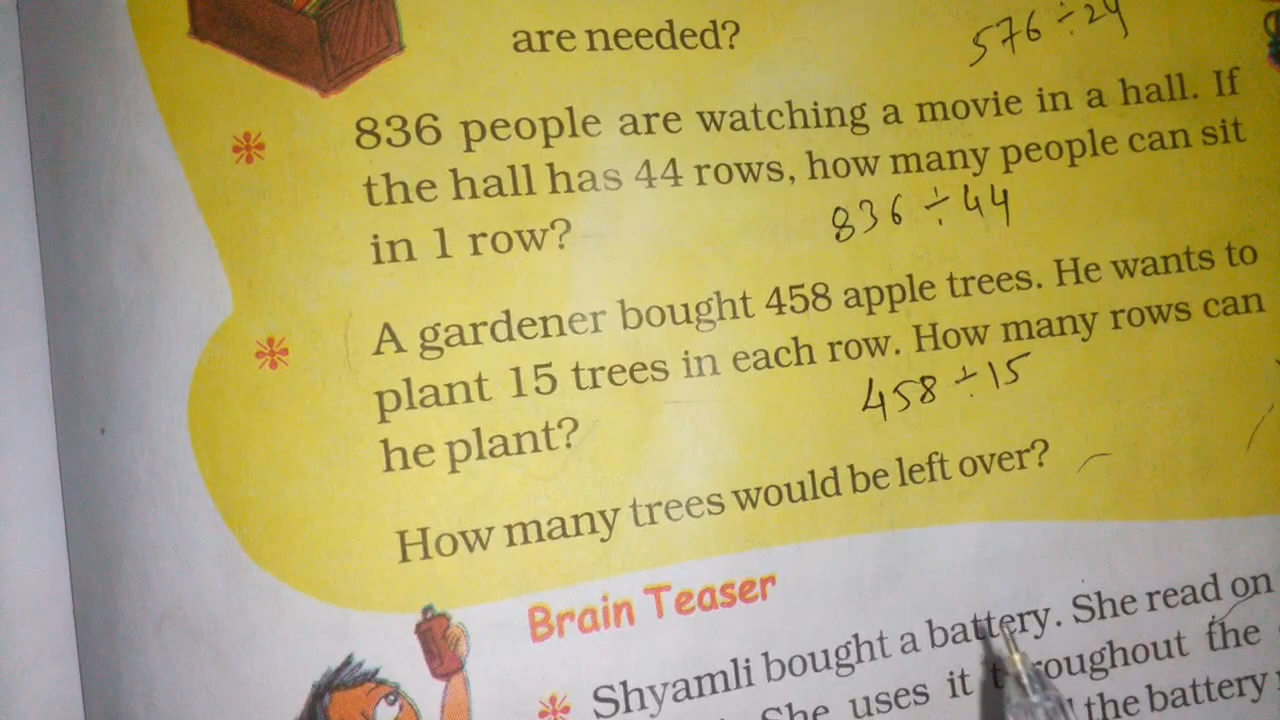 are needed?
576 ÷ 24
836 people are watching a movie in a hall. If
the hall has 44 rows, how many people can sit
in 1 row?
836 ÷ 44
A gardener bought 458 apple trees. He wants to
plant 15 trees in each row. How many rows can
he plant?
458 ÷ 15
How many trees would be left over?
Brain Teaser
Shyamli bought a battery. She read on
She uses it throughout the
the battery